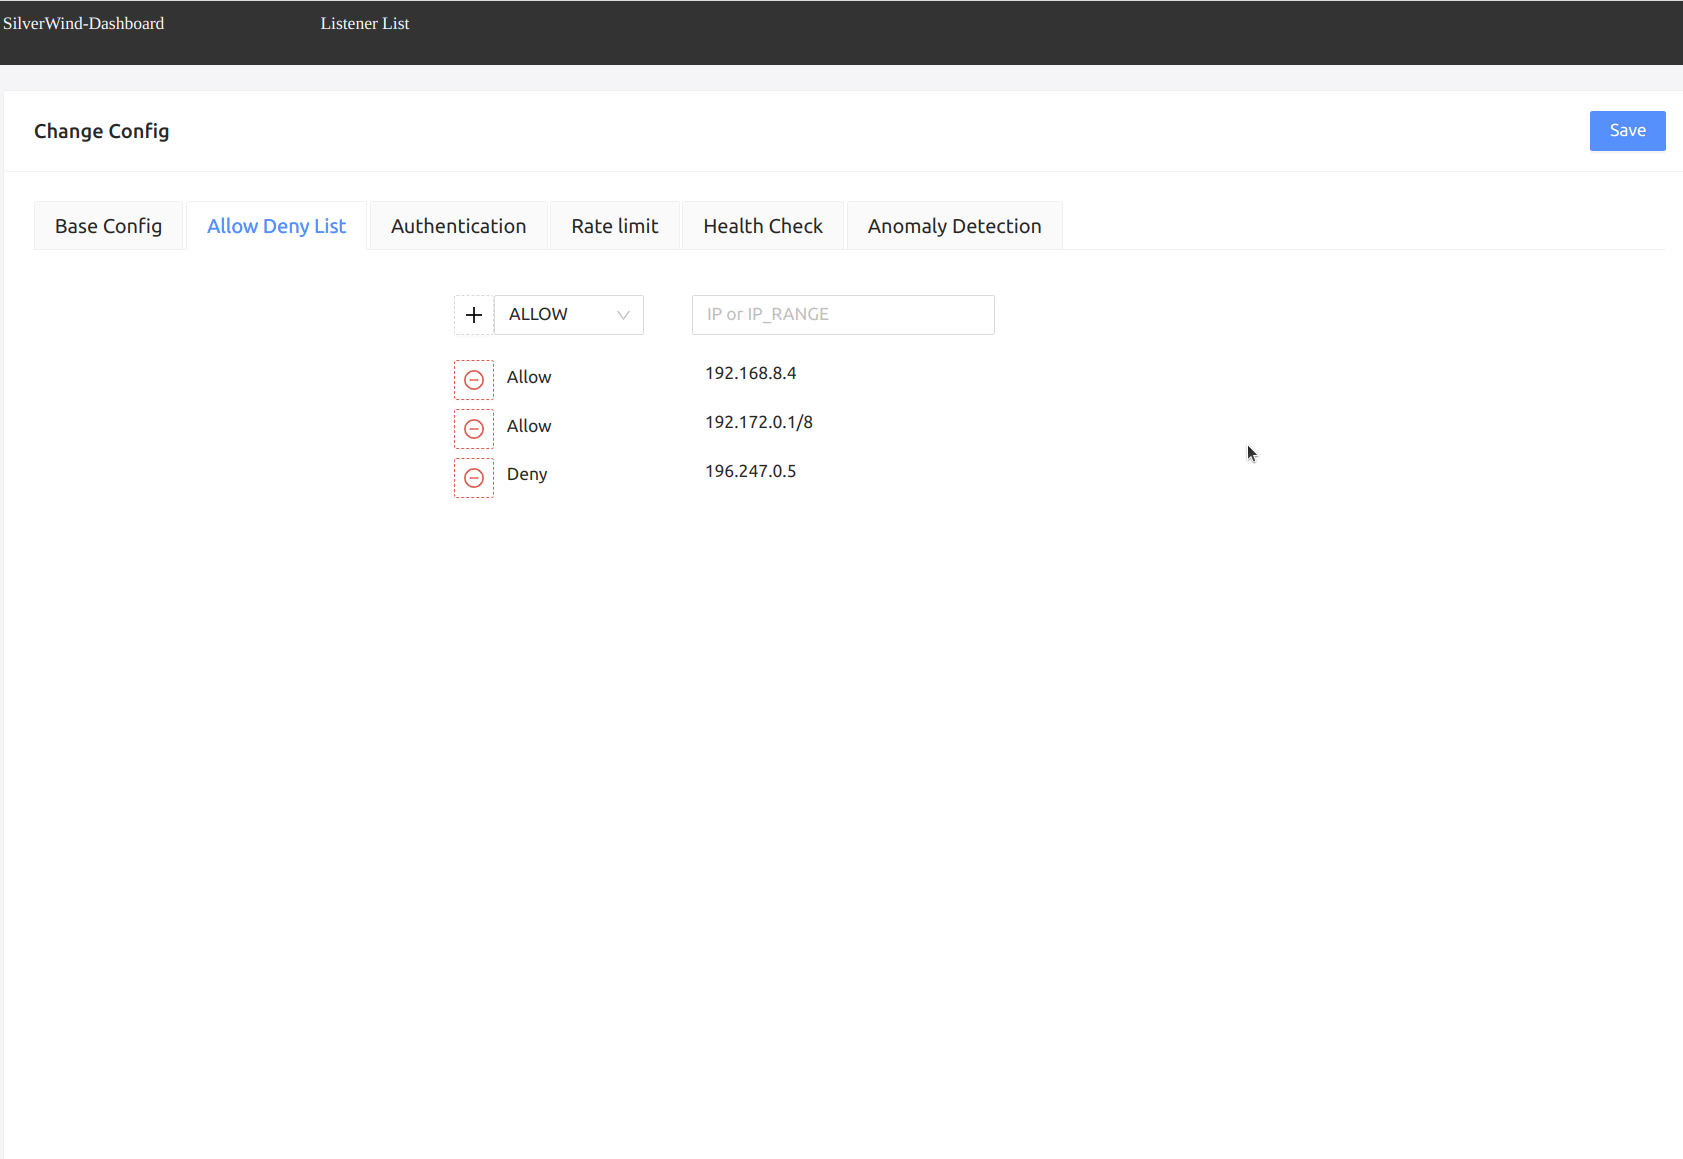 SilverWind-Dashboard Listener List
Change Config Save
Base Config Allow Deny List Authentication Rate limit Health Check Anomaly Detection
ALLOW IP or IP_RANGE
Allow 192.168.8.4
Allow 192.172.0.1/8
Deny 196.247.0.5